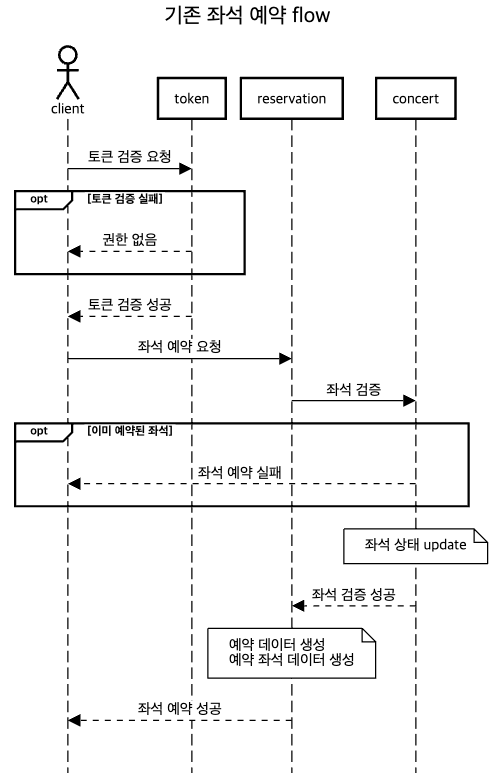 기존 좌석 예약 flow
client
token
reservation
concert
토큰 검증 요청
opt
[토큰 검증 실패]
권한 없음
토큰 검증 성공
좌석 예약 요청
좌석 검증
opt
[이미 예약된 좌석]
좌석 예약 실패
좌석 상태 update
좌석 검증 성공
예약 데이터 생성
예약 좌석 데이터 생성
좌석 예약 성공